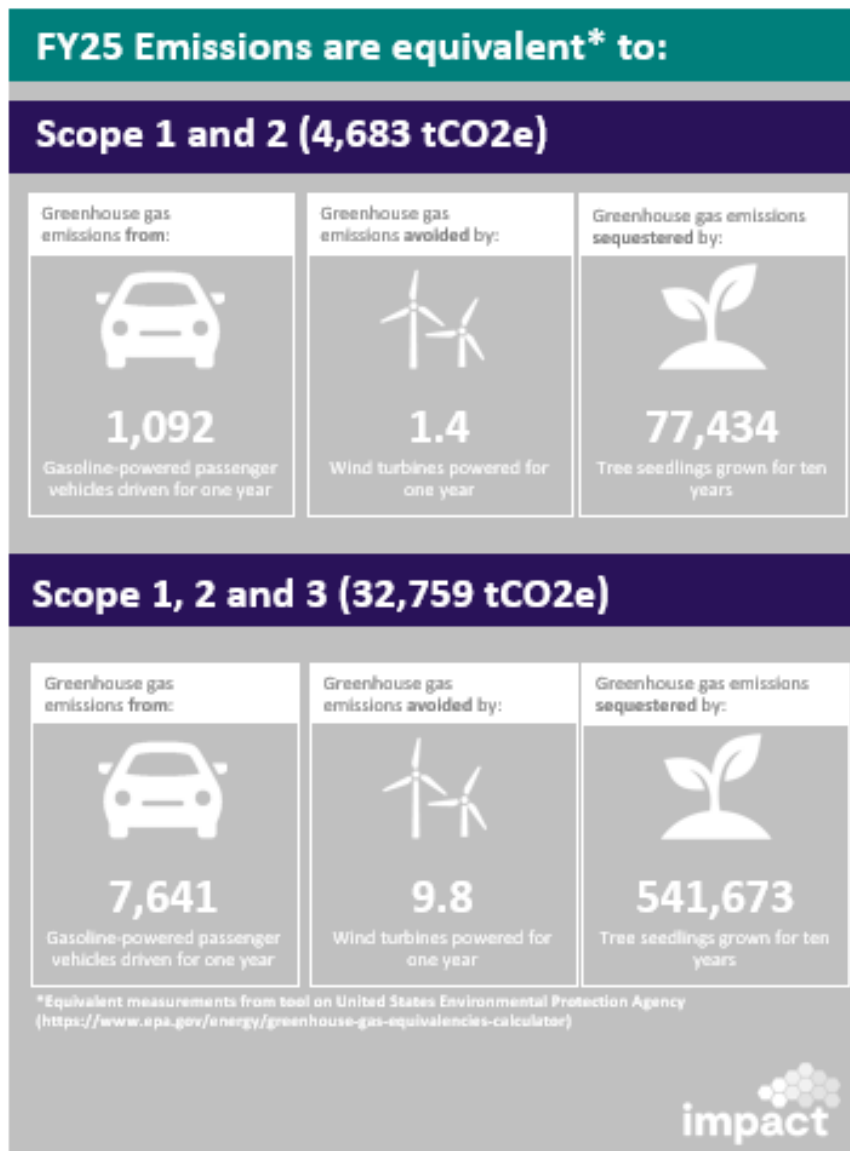 FY25 Emissions are equivalent* to:
Scope 1 and 2 (4,683 tCO2e)
Greenhouse gas
emissions from:
1,092
Gasoline-powered passenger
vehicles driven for one year
Greenhouse gas
emissions avoided by:
1.4
Wind turbines powered for
one year
Greenhouse gas emissions
sequestered by:
77,434
Tree seedlings grown for ten
years
Scope 1, 2 and 3 (32,759 tCO2e)
Greenhouse gas
emissions from:
7,641
Gasoline-powered passenger
vehicles driven for one year
Greenhouse gas
emissions avoided by:
9.8
Wind turbines powered for
one year
Greenhouse gas emissions
sequestered by:
541,673
Tree seedlings grown for ten
years
*Equivalent measurements from tool on United States Environmental Protection Agency
(https://www.epa.gov/energy/greenhouse-gas-equivalencies-calculator)
impact